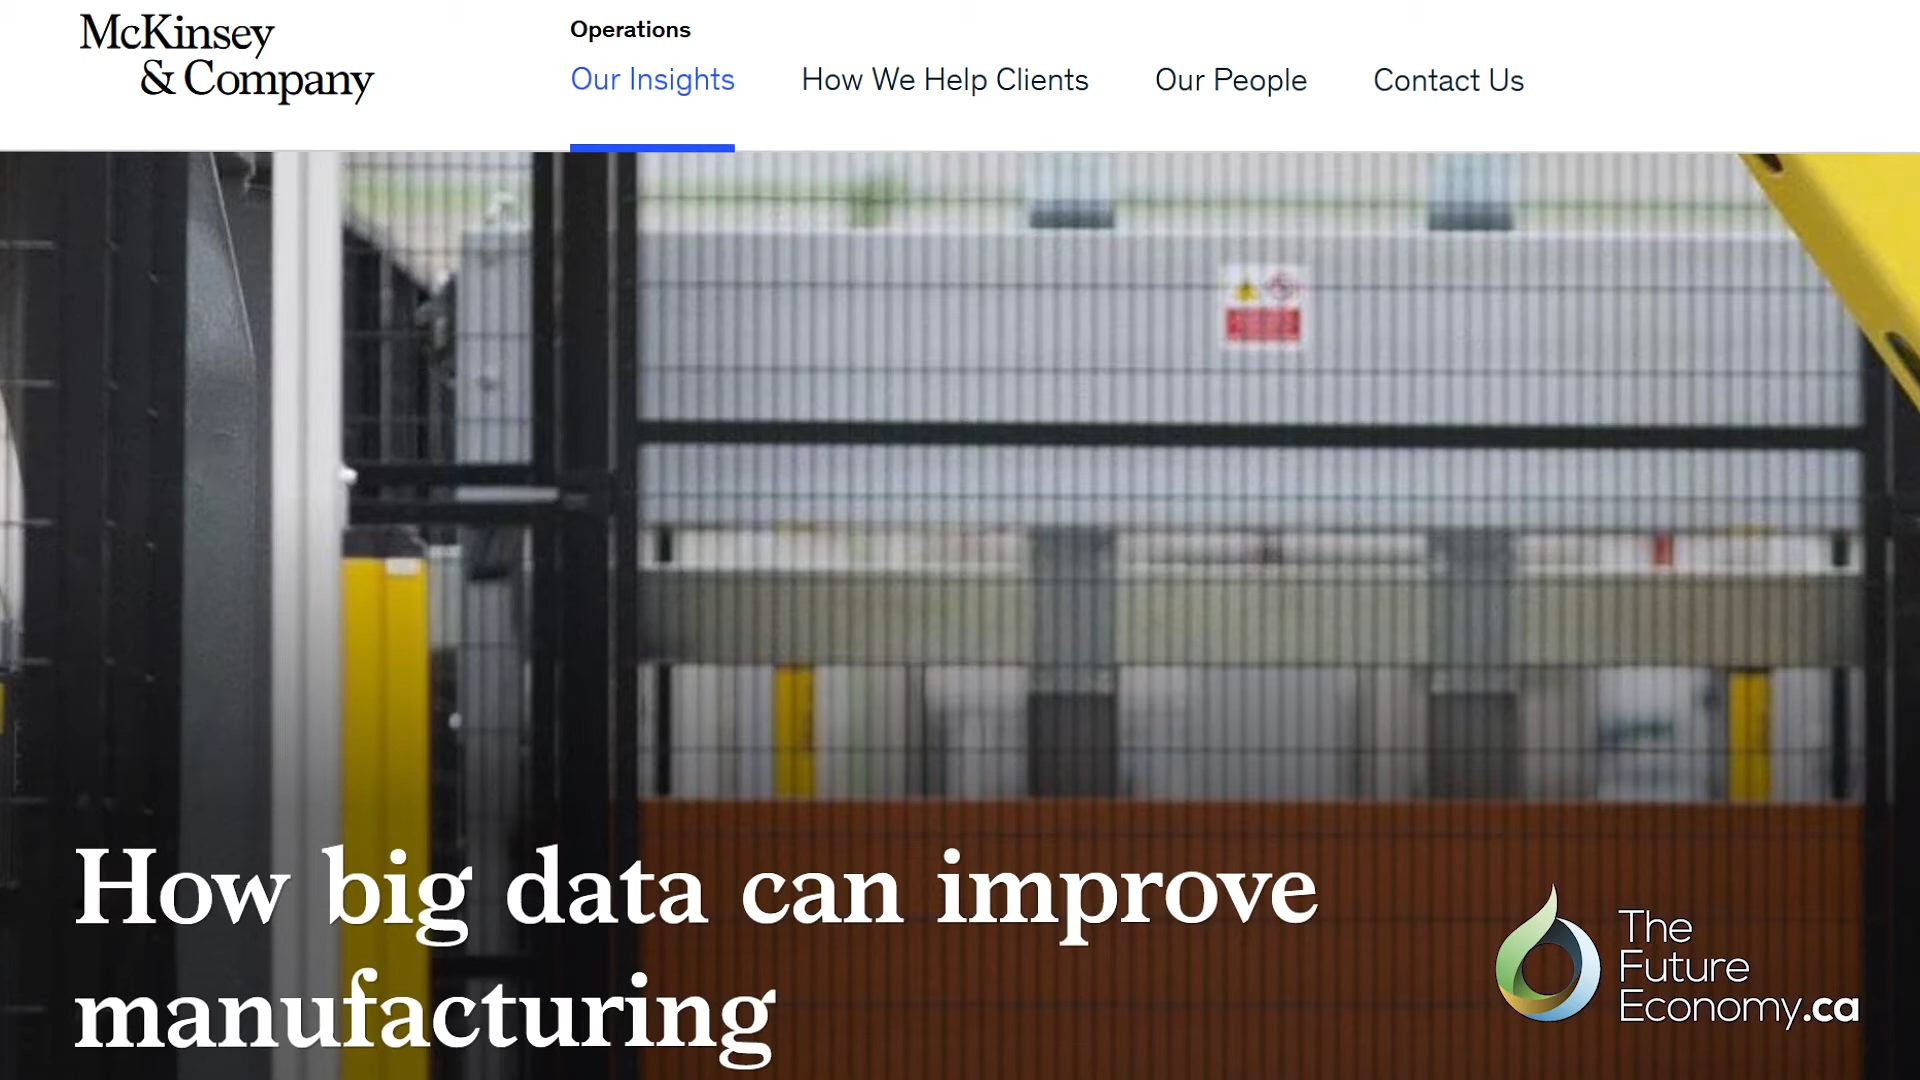 McKinsey
& Company
Operations
Our Insights
How We Help Clients
Our People
Contact Us
How big data can improve
manufacturing
The
Future
Economy.ca